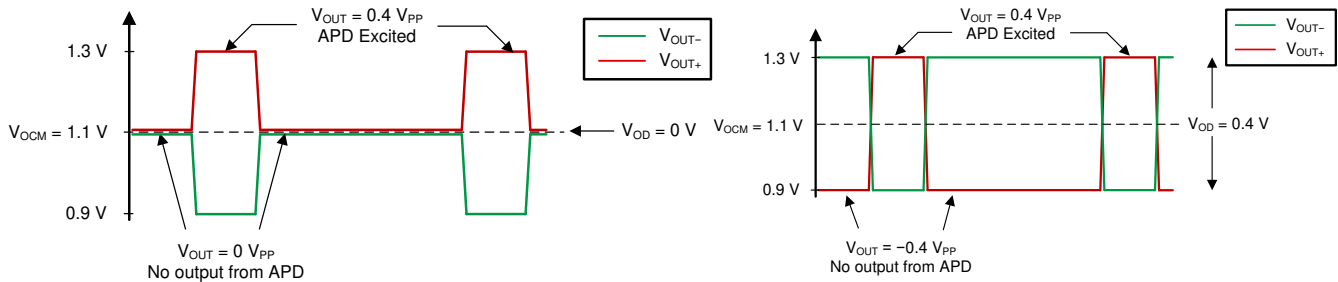 V_OUT = 0.4 V_PP
APD Excited
V_OUT−
V_OUT+
1.3 V
V_OCM = 1.1 V
0.9 V
V_OD = 0 V
V_OUT = 0 V_PP
No output from APD
V_OUT = 0.4 V_PP
APD Excited
V_OUT−
V_OUT+
1.3 V
V_OCM = 1.1 V
0.9 V
V_OD = 0.4 V
V_OUT = −0.4 V_PP
No output from APD